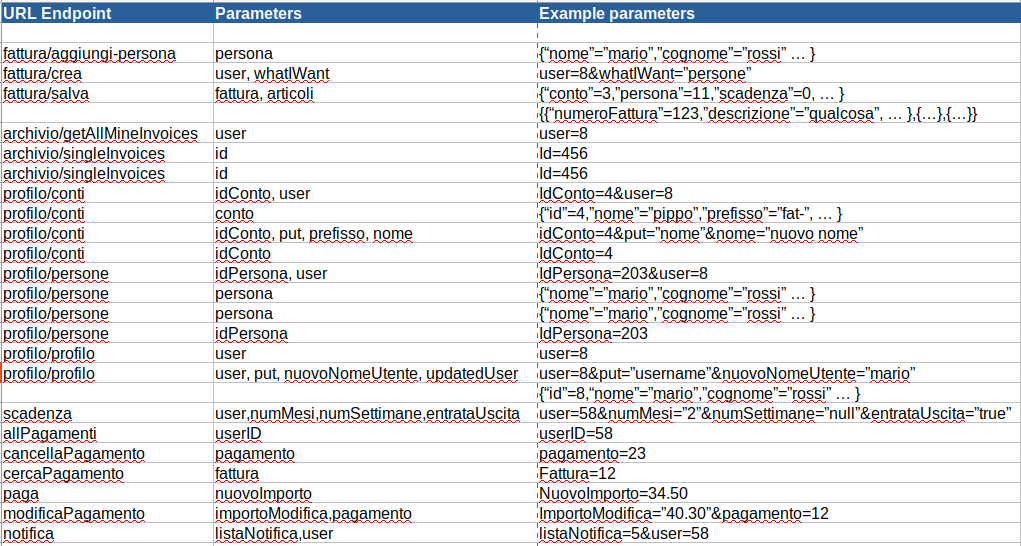 URL Endpoint Parameters Example parameters
fattura/aggiungi-persona persona {“nome”=”mario”,”cognome”=”rossi” … }
fattura/crea user, whatIWant user=8&whatIWant=”persone”
fattura/salva fattura, articoli {“conto”=3,”persona”=11,”scadenza”=0, … }
{{“numeroFattura”=123,”descrizione”=”qualcosa”, … },{…},{…}}
archivio/getAllMineInvoices user user=8
archivio/singleInvoices id Id=456
archivio/singleInvoices id Id=456
profilo/conti idConto, user IdConto=4&user=8
profilo/conti conto {“id”=4,”nome”=”pippo”,”prefisso”=”fat-”, … }
profilo/conti idConto, put, prefisso, nome idConto=4&put=”nome”&nome=”nuovo nome”
profilo/conti idConto IdConto=4
profilo/persone idPersona, user IdPersona=203&user=8
profilo/persone persona {“nome”=”mario”,”cognome”=”rossi” … }
profilo/persone persona {“nome”=”mario”,”cognome”=”rossi” … }
profilo/persone idPersona IdPersona=203
profilo/profilo user user=8
profilo/profilo user, put, nuovoNomeUtente, updatedUser user=8&put=”username”&nuovoNomeUtente=”mario”
{“id”=8,“nome”=”mario”,”cognome”=”rossi” … }
scadenza user,numMesi,numSettimane,entrataUscita user=58&numMesi=”2”&numSettimane=”null”&entrataUscita=”true”
allPagamenti userID userID=58
cancellaPagamento pagamento pagamento=23
cercaPagamento fattura Fattura=12
paga nuovoImporto NuovoImporto=34.50
modificaPagamento importoModifica,pagamento ImportoModifica=”40.30”&pagamento=12
notifica listaNotifica,user listaNotifica=5&user=58